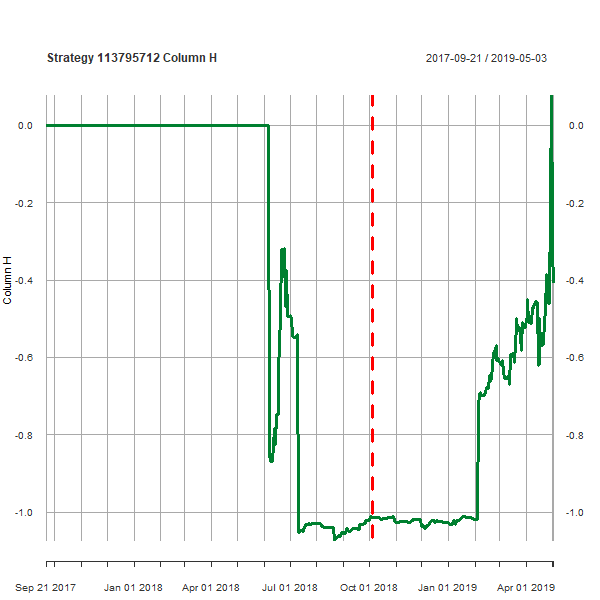 Strategy 113795712 Column H 2017-09-21 / 2019-05-03
0.0 0.0
-0.2 -0.2
-0.4 -0.4
Column H
-0.6 -0.6
-0.8 -0.8
-1.0 -1.0
Sep 21 2017 Jan 01 2018 Apr 01 2018 Jul 01 2018 Oct 01 2018 Jan 01 2019 Apr 01 2019